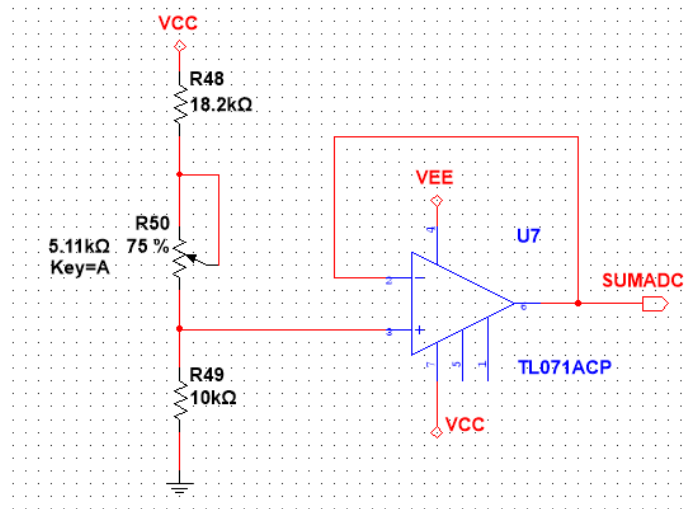 VCC
R48
18.2kΩ
R50
5.11kΩ 75 %
Key=A
R49
10kΩ
VEE
4
U7
2
3
6
7
5
1
SUMADC
TL071ACP
VCC